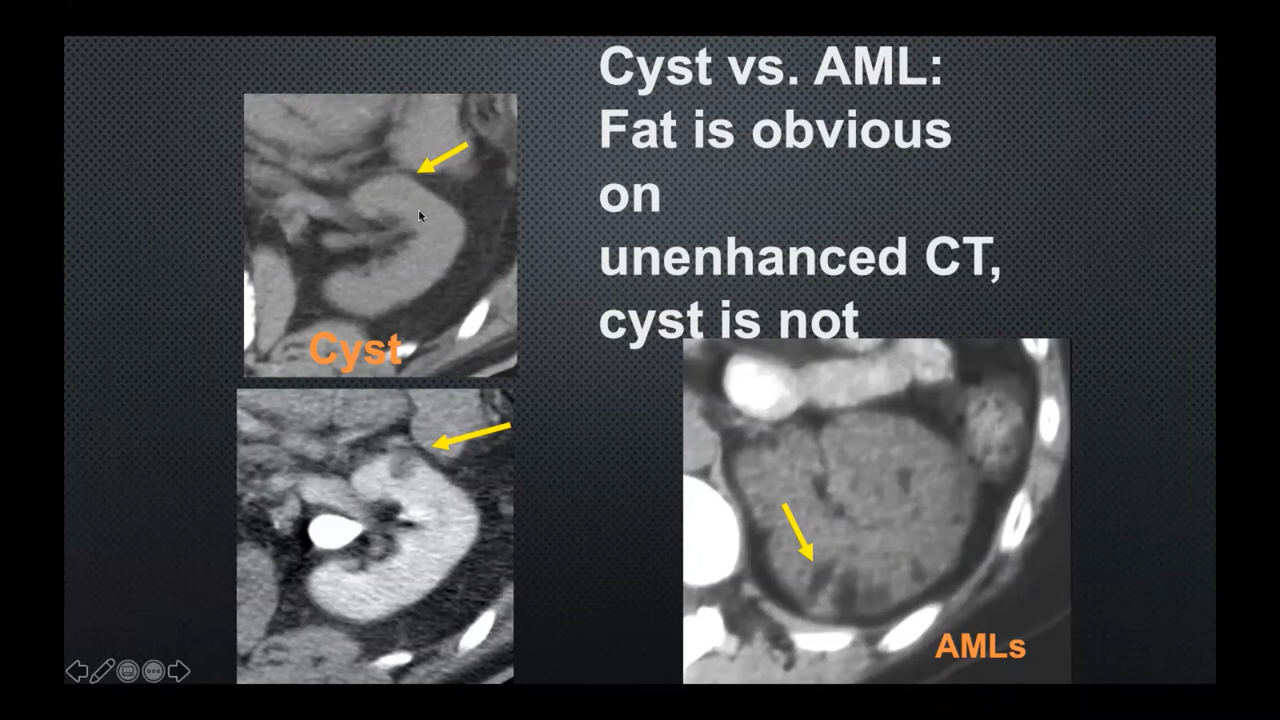 Cyst vs. AML:
Fat is obvious
on
unenhanced CT,
cyst is not
Cyst
AMLs